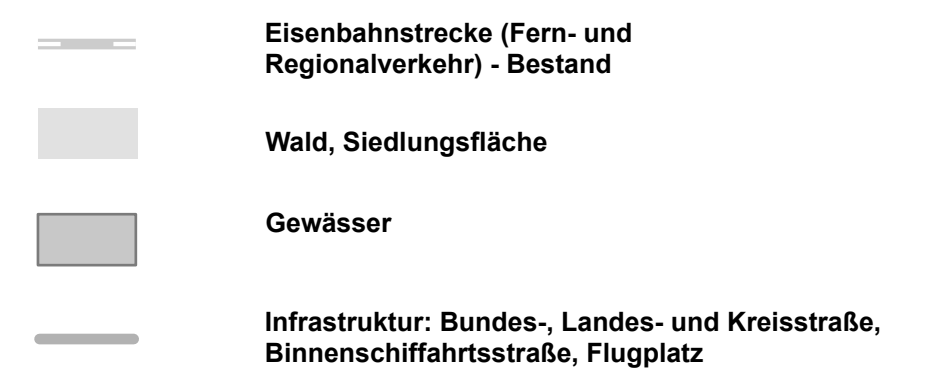 Eisenbahnstrecke (Fern- und
Regionalverkehr) - Bestand
Wald, Siedlungsfläche
Gewässer
Infrastruktur: Bundes-, Landes- und Kreisstraße,
Binnenschiffahrtsstraße, Flugplatz